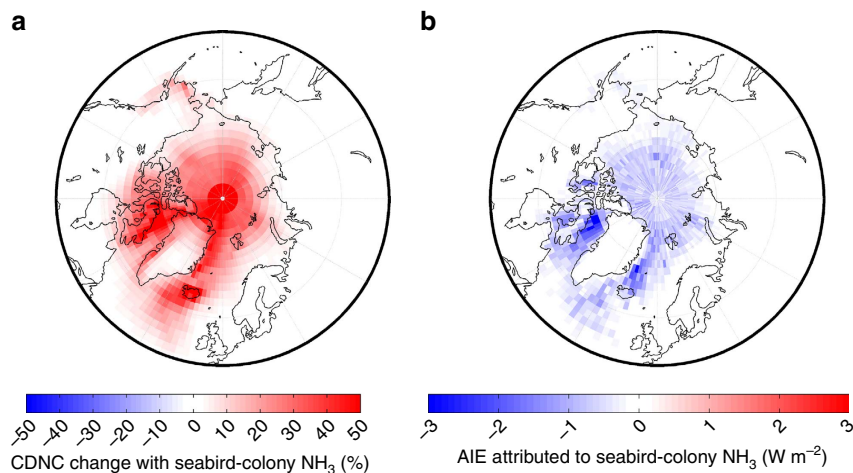 a
b
−50 −40 −30 −20 −10 0 10 20 30 40 50
CDNC change with seabird-colony NH3 (%)
−3 −2 −1 0 1 2 3
AIE attributed to seabird-colony NH3 (W m−2)